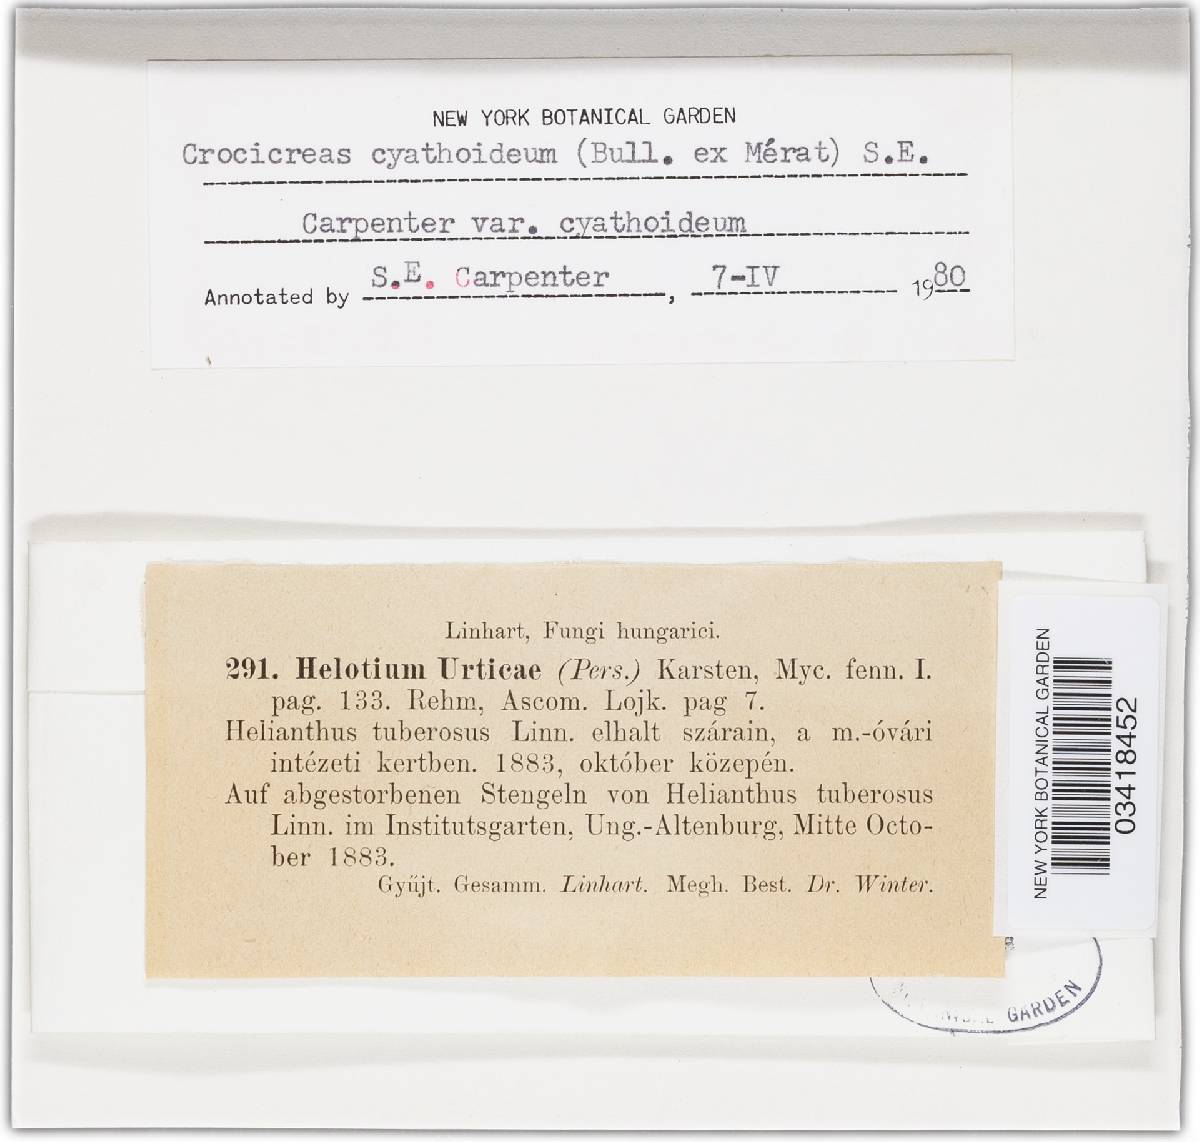 NEW YORK BOTANICAL GARDEN
Crocicreas cyathoideum (Bull. ex Mérat) S.E.
Carpenter var. cyathoideum
Annotated by S.E. Carpenter, 7-IV 1980
Linhart, Fungi hungarici.
291. Helotium Urticae (Pers.) Karsten, Myc. fenn. I.
pag. 133. Rehm, Ascom. Lojk. pag 7.
Helianthus tuberosus Linn. elhalt szárain, a m.-óvári
intézeti kertben. 1883, október közepén.
Auf abgestorbenen Stengeln von Helianthus tuberosus
Linn. im Institutsgarten, Ung.-Altenburg, Mitte Octo-
ber 1883.
Gyűjt. Gesamm. Linhart. Megh. Best. Dr. Winter.
NEW YORK BOTANICAL GARDEN
03418452
GARDEN